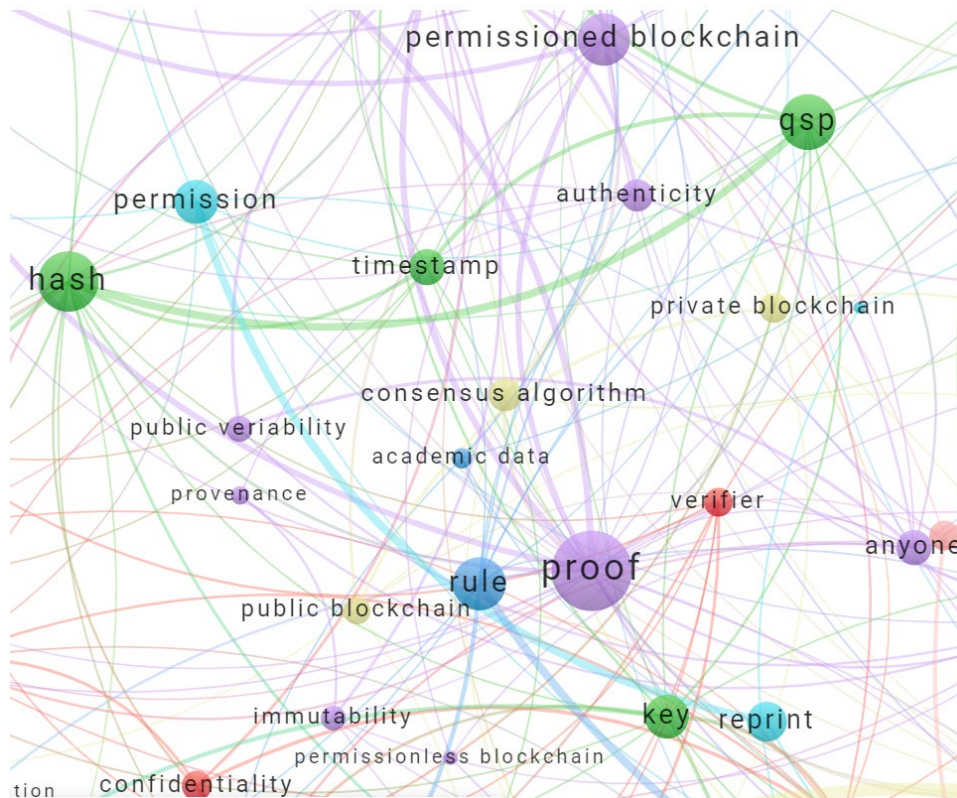 permissioned blockchain
qsp
permission
authenticity
hash
timestamp
private blockchain
consensus algorithm
public veriability
academic data
provenance
verifier
anyone
rule
proof
public blockchain
immutability
key
reprint
permissionless blockchain
confidentiality
tion